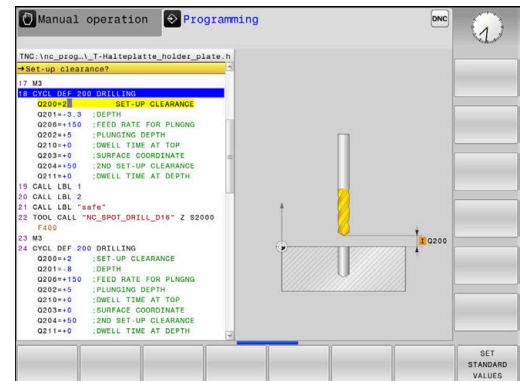 Manual operation
Programming
DNC
TNC:\nc_prog…\_T-Halteplatte_holder_plate.h
→Set-up clearance?
17 M3
18 CYCL DEF 200 DRILLING
Q200=2 SET-UP CLEARANCE
Q201=-3.3 ;DEPTH
Q206=+150 ;FEED RATE FOR PLNGNG
Q202=+5 ;PLUNGING DEPTH
Q210=+0 ;DWELL TIME AT TOP
Q203=+0 ;SURFACE COORDINATE
Q204=+50 ;2ND SET-UP CLEARANCE
Q211=+0 ;DWELL TIME AT DEPTH
19 CALL LBL 1
20 CALL LBL 2
21 CALL LBL "safe"
22 TOOL CALL "NC_SPOT_DRILL_D16" Z S2000
F400
23 M3
24 CYCL DEF 200 DRILLING
Q200=+2 ;SET-UP CLEARANCE
Q201=-8 ;DEPTH
Q206=+150 ;FEED RATE FOR PLNGNG
Q202=+5 ;PLUNGING DEPTH
Q210=+0 ;DWELL TIME AT TOP
Q203=+0 ;SURFACE COORDINATE
Q204=+50 ;2ND SET-UP CLEARANCE
Q211=+0 ;DWELL TIME AT DEPTH
I Q200
SET
STANDARD
VALUES